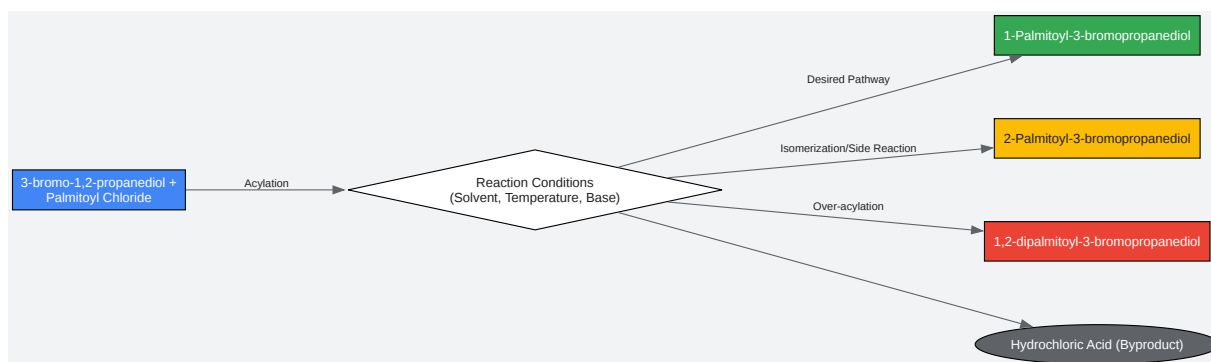 1-Palmitoyl-3-bromopropanediol
Desired Pathway
2-Palmitoyl-3-bromopropanediol
Isomerization/Side Reaction
3-bromo-1,2-propanediol +
Palmitoyl Chloride
Acylation
Reaction Conditions
(Solvent, Temperature, Base)
Over-acylation
1,2-dipalmitoyl-3-bromopropanediol
Hydrochloric Acid (Byproduct)